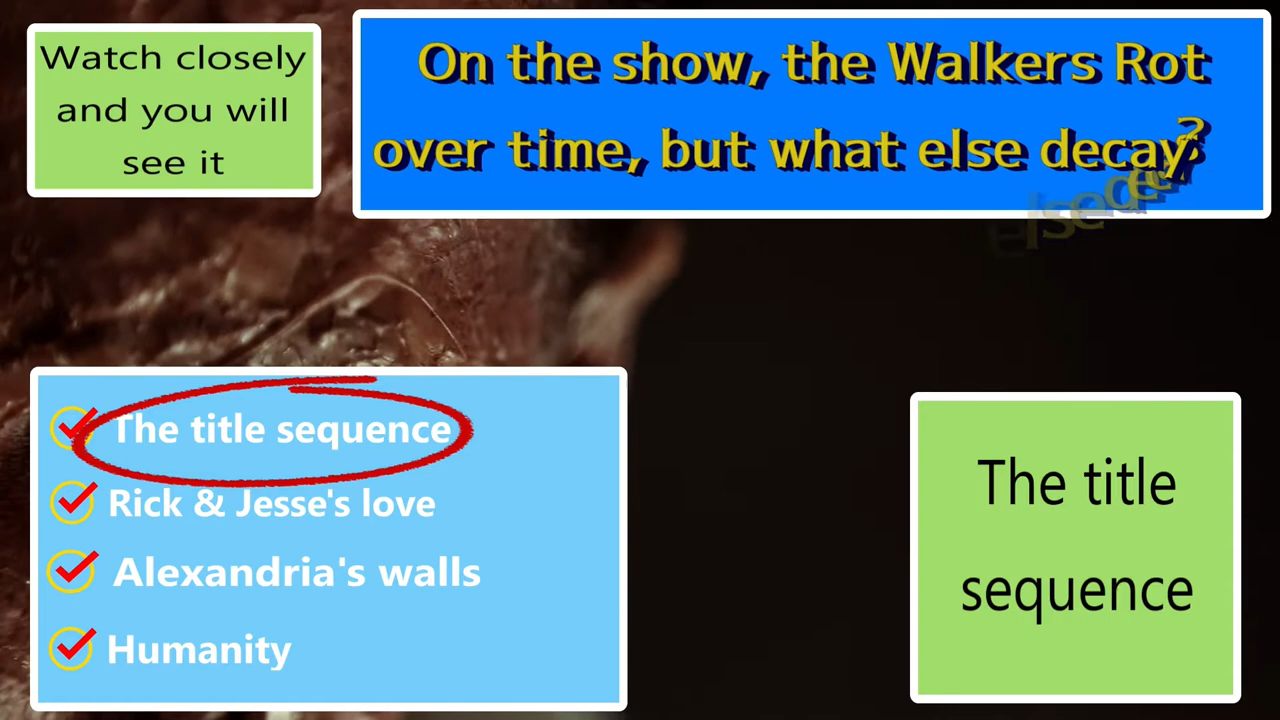 Watch closely
and you will
see it
On the show, the Walkers Rot
over time, but what else decay?
The title sequence
Rick & Jesse's love
Alexandria's walls
Humanity
The title
sequence